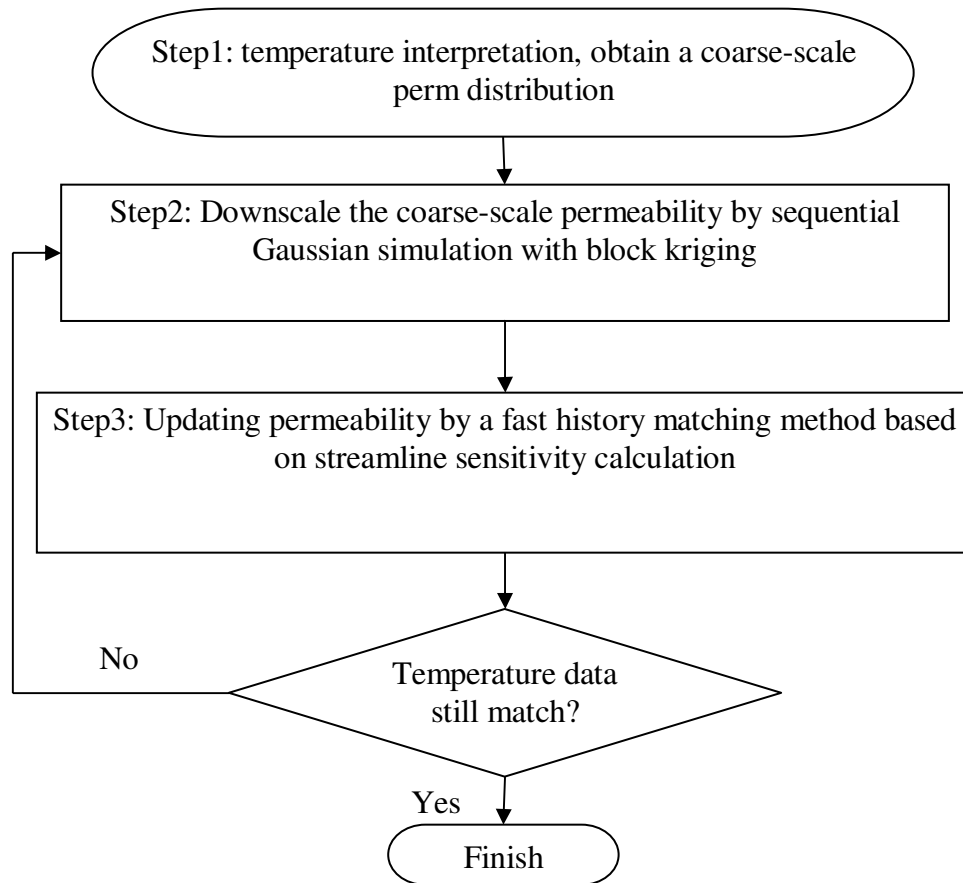 Step1: temperature interpretation, obtain a coarse-scale
perm distribution
Step2: Downscale the coarse-scale permeability by sequential
Gaussian simulation with block kriging
Step3: Updating permeability by a fast history matching method based
on streamline sensitivity calculation
No
Temperature data
still match?
Yes
Finish